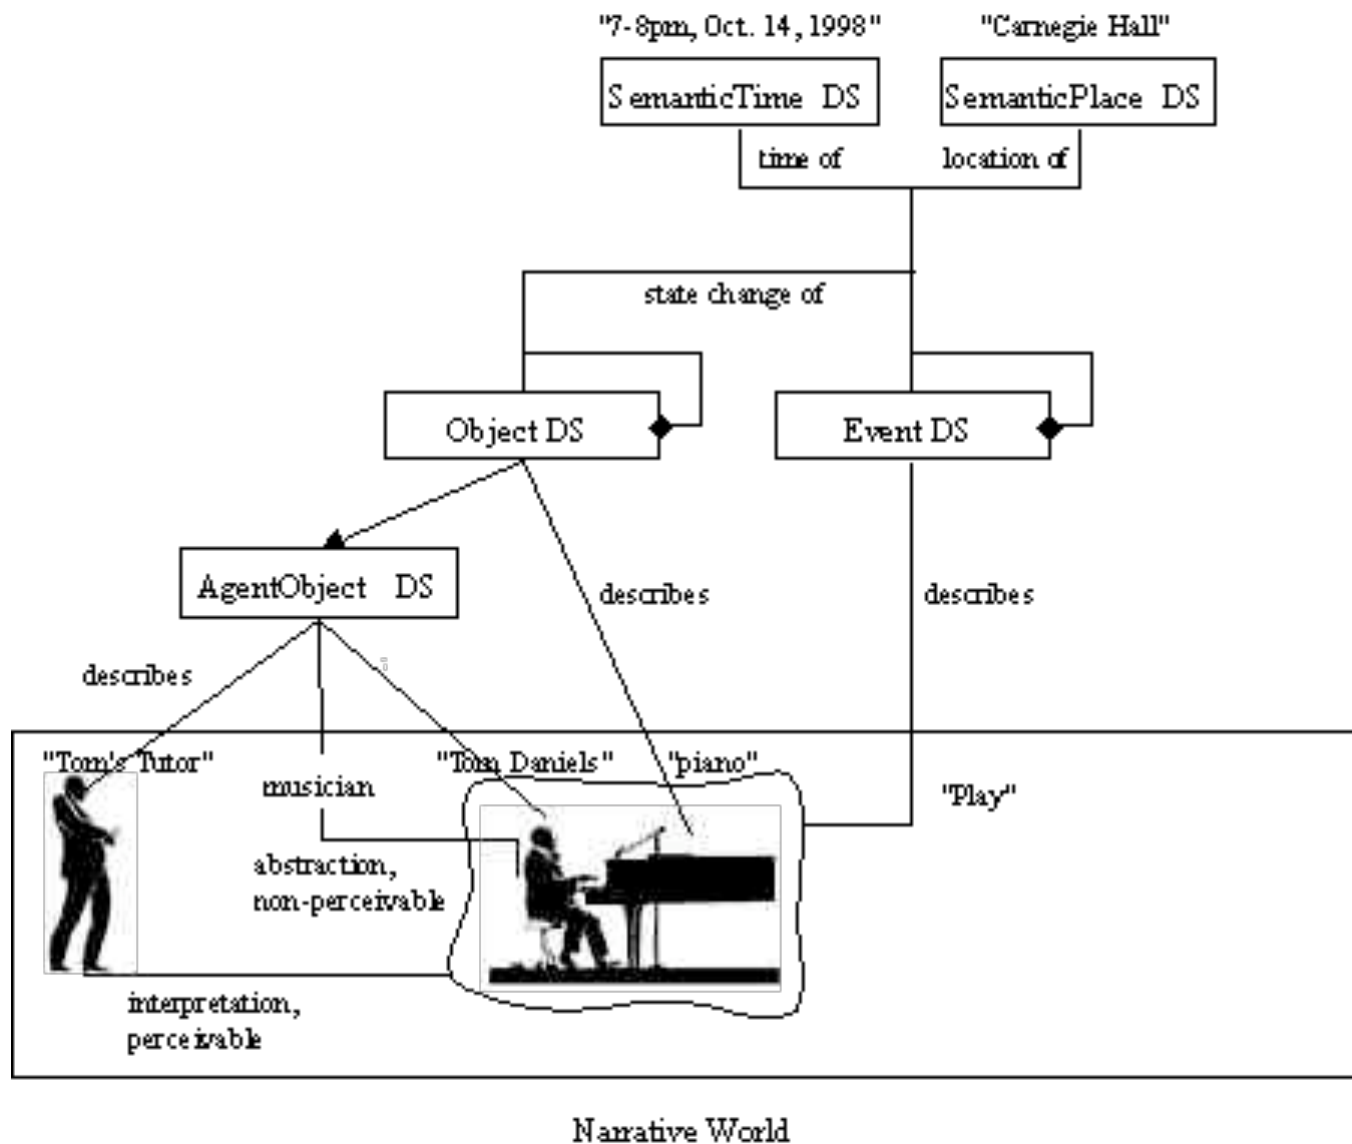 "7-8pm, Oct. 14, 1998"
"Carnegie Hall"
SemanticTime DS
SemanticPlace DS
time of
location of
state change of
Object DS
Event DS
AgentObject DS
describes
describes
describes
"Tom's Tutor"
"Tom Daniels"
"piano"
musician
"Play"
abstraction,
non-perceivable
interpretation,
perceivable
Narrative World